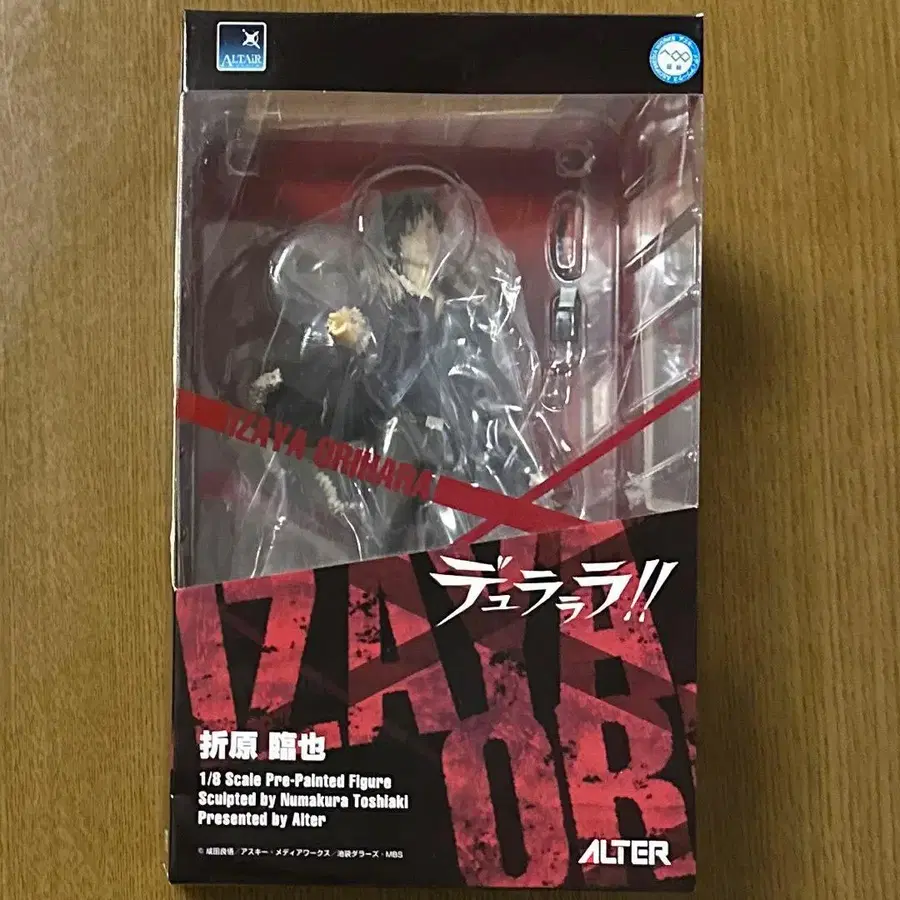 ALTAiR
IZAYA ORIHARA
デュラララ!!
IZAYA
OR
折原 臨也
1/8 Scale Pre-Painted Figure
Sculpted by Numakura Toshiaki
Presented by Alter
© 成田良悟／アスキー・メディアワークス／池袋ダラーズ・MBS
ALTER